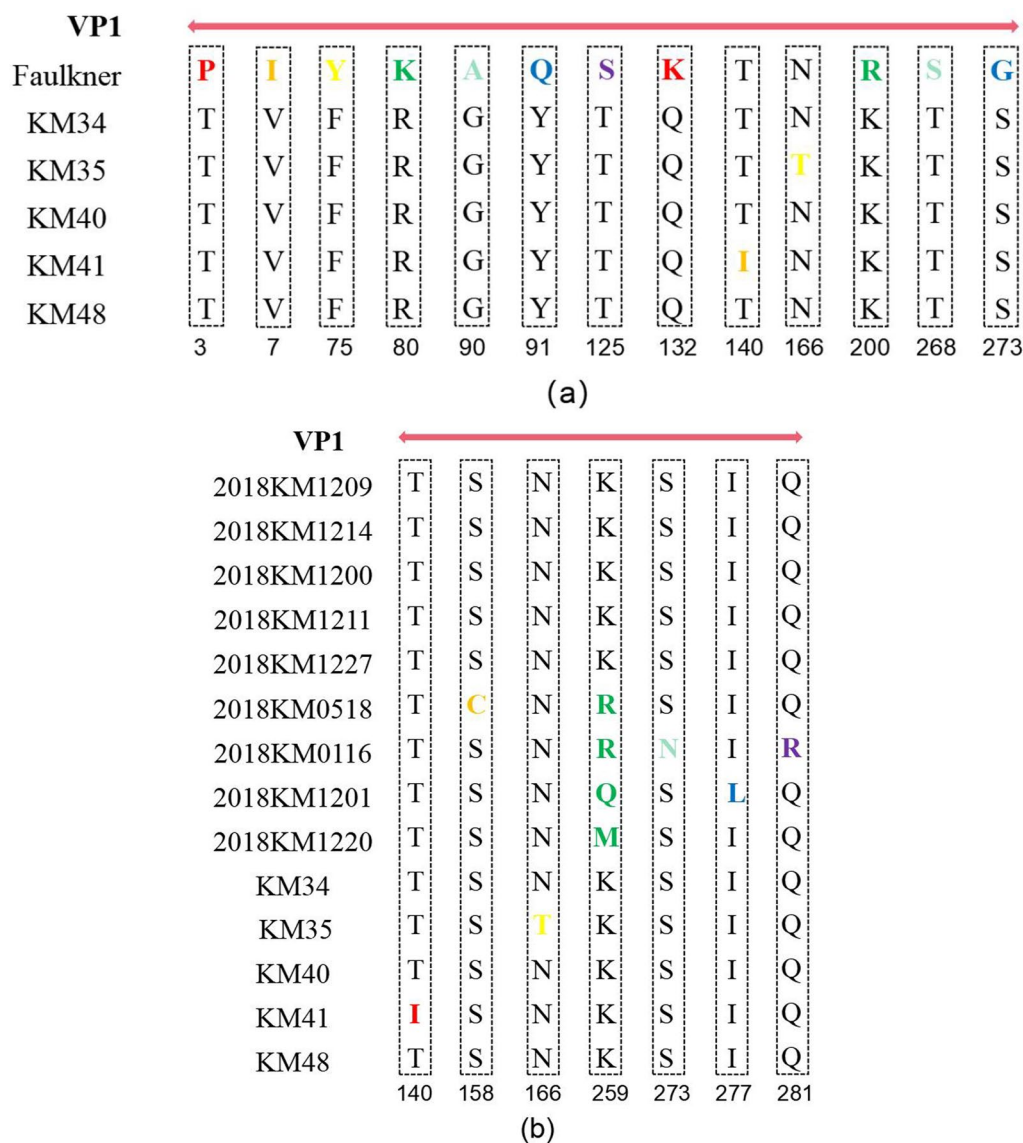 VP1
Faulkner P I Y K A Q S K T N R S G
KM34 T V F R G Y T Q T N K T S
KM35 T V F R G Y T Q T T K T S
KM40 T V F R G Y T Q T N K T S
KM41 T V F R G Y T Q I N K T S
KM48 T V F R G Y T Q T N K T S
3 7 75 80 90 91 125 132 140 166 200 268 273
(a)
VP1
2018KM1209 T S N K S I Q
2018KM1214 T S N K S I Q
2018KM1200 T S N K S I Q
2018KM1211 T S N K S I Q
2018KM1227 T S N K S I Q
2018KM0518 T C N R S I Q
2018KM0116 T S N R N I R
2018KM1201 T S N Q S L Q
2018KM1220 T S N M S I Q
KM34 T S N K S I Q
KM35 T S T K S I Q
KM40 T S N K S I Q
KM41 I S N K S I Q
KM48 T S N K S I Q
140 158 166 259 273 277 281
(b)